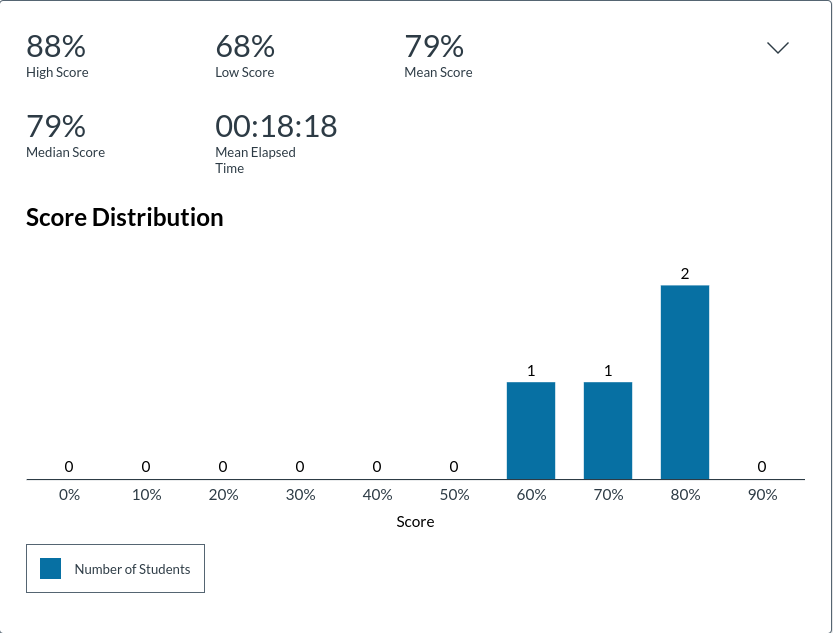 88%
High Score
68%
Low Score
79%
Mean Score
79%
Median Score
00:18:18
Mean Elapsed
Time
Score Distribution
2
1 1
0 0 0 0 0 0 0
0% 10% 20% 30% 40% 50% 60% 70% 80% 90%
Score
Number of Students